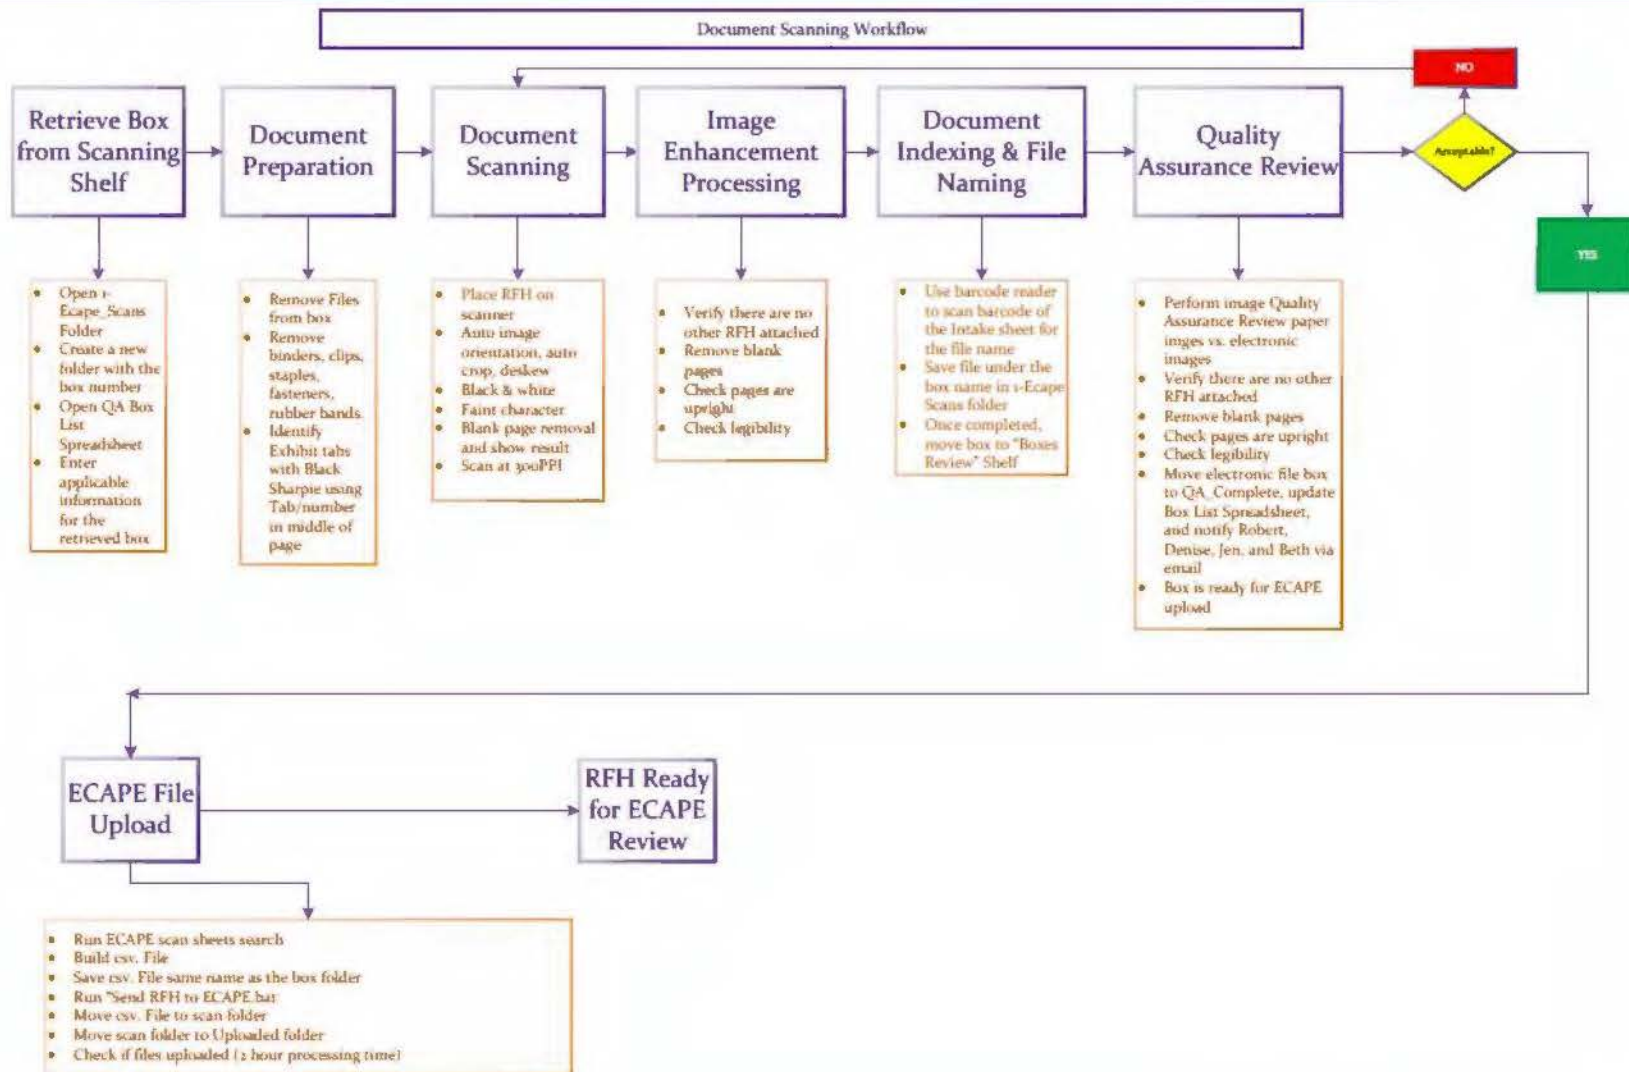 Document Scanning Workflow
NO
Retrieve Box
from Scanning
Shelf
Document
Preparation
Document
Scanning
Image
Enhancement
Processing
Document
Indexing & File
Naming
Quality
Assurance Review
Acceptable?
YES
• Open 1-
Ecape_Scans
Folder
• Create a new
folder with the
box number
• Open QA Box
List
Spreadsheet
• Enter
applicable
information
for the
retrieved box
• Remove Files
from box
• Remove
binders, clips,
staples,
fasteners,
rubber bands.
• Identify
Exhibit tabs
with Black
Sharpie using
Tab/number
in middle of
page
• Place RFH on
scanner
• Auto image
orientation, auto
crop, deskew
• Black & white
• Faint character
• Blank page removal
and show result
• Scan at 300PPI
• Verify there are no
other RFH attached
• Remove blank
pages
• Check pages are
upright
• Check legibility
• Use barcode reader
to scan barcode of
the Intake sheet for
the file name
• Save file under the
box name in 1-Ecape
Scans folder
• Once completed,
move box to "Boxes
Review" Shelf
• Perform image Quality
Assurance Review paper
imges vs. electronic
images
• Verify there are no other
RFH attached
• Remove blank pages
• Check pages are upright
• Check legibility
• Move electronic file box
to QA_Complete, update
Box List Spreadsheet,
and notify Robert,
Denise, Jen, and Beth via
email
• Box is ready for ECAPE
upload
ECAPE File
Upload
RFH Ready
for ECAPE
Review
• Run ECAPE scan sheets search
• Build csv. File
• Save csv. File same name as the box folder
• Run "Send RFH to ECAPE.bat
• Move csv. File to scan folder
• Move scan folder to Uploaded folder
• Check if files uploaded (2 hour processing time)